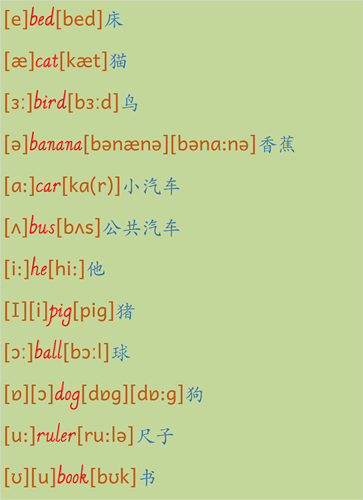 [e]bed[bed]床
[æ]cat[kæt]猫
[ɜː]bird[bɜːd]鸟
[ə]banana[bənænə][bənɑːnə]香蕉
[ɑː]car[kɑ(r)]小汽车
[ʌ]bus[bʌs]公共汽车
[iː]he[hiː]他
[I][i]pig[pig]猪
[ɔː]ball[bɔːl]球
[ɒ][ɔ]dog[dɒg][dɒːg]狗
[uː]ruler[ruːlə]尺子
[ʊ][u]book[bʊk]书